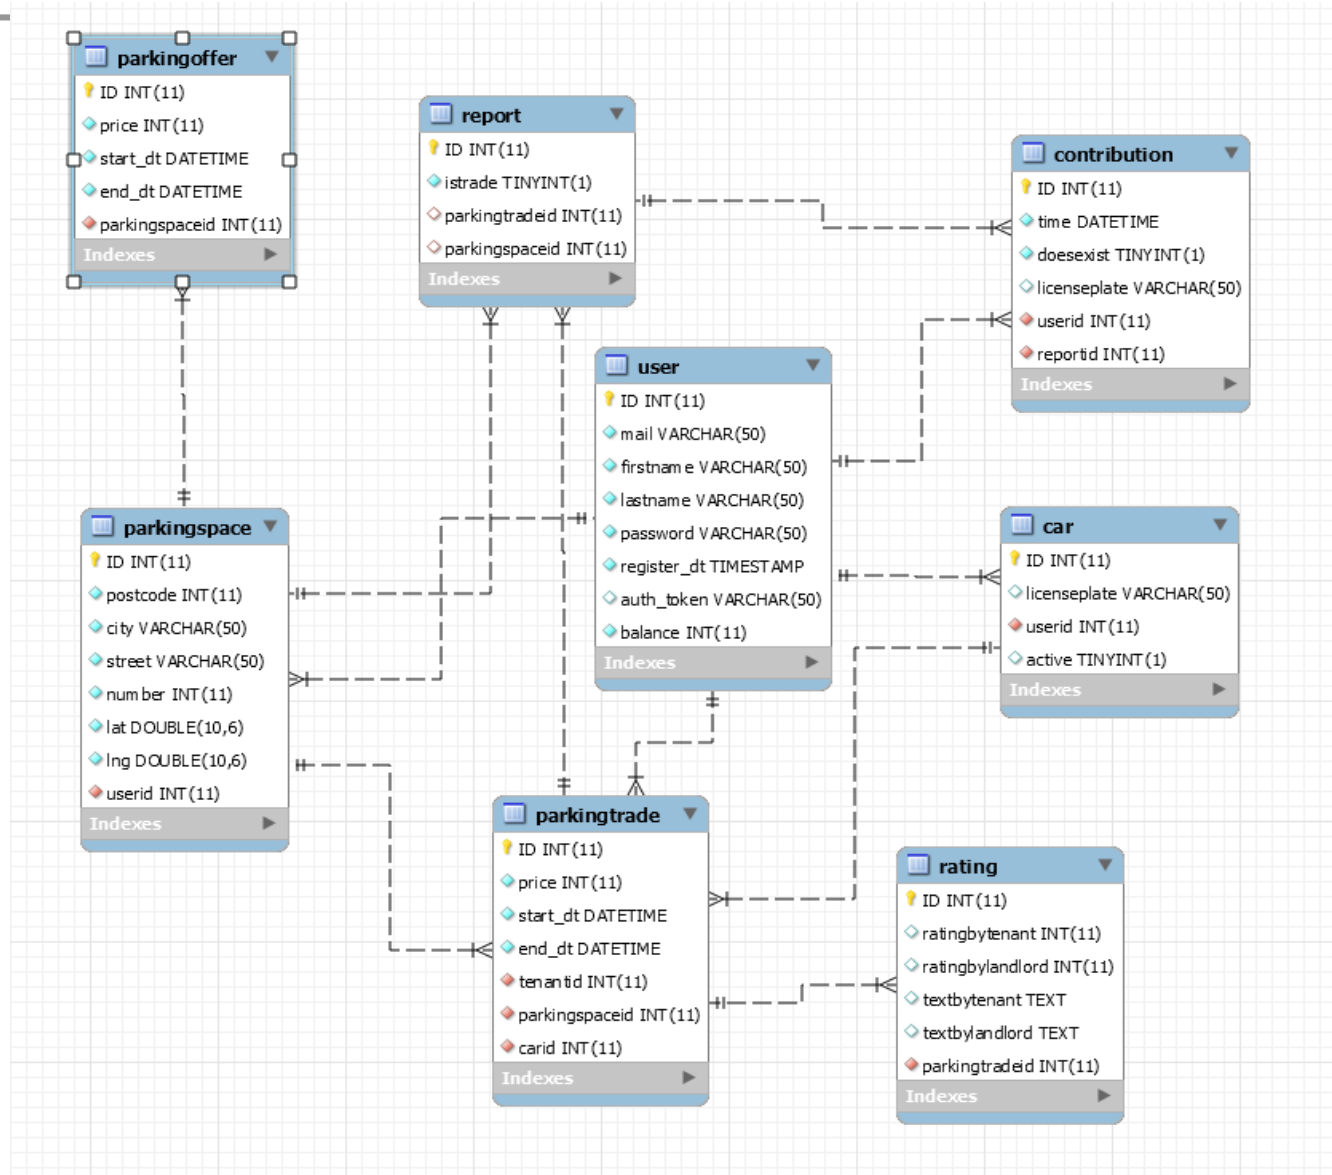 parkingoffer
ID INT(11)
price INT(11)
start_dt DATETIME
end_dt DATETIME
parkingspaceid INT(11)
Indexes
report
ID INT(11)
istrade TINYINT(1)
parkingtradeid INT(11)
parkingspaceid INT(11)
Indexes
contribution
ID INT(11)
time DATETIME
doesexist TINYINT(1)
licenseplate VARCHAR(50)
userid INT(11)
reportid INT(11)
Indexes
user
ID INT(11)
mail VARCHAR(50)
firstname VARCHAR(50)
lastname VARCHAR(50)
password VARCHAR(50)
register_dt TIMESTAMP
auth_token VARCHAR(50)
balance INT(11)
Indexes
parkingspace
ID INT(11)
postcode INT(11)
city VARCHAR(50)
street VARCHAR(50)
number INT(11)
lat DOUBLE(10,6)
lng DOUBLE(10,6)
userid INT(11)
Indexes
car
ID INT(11)
licenseplate VARCHAR(50)
userid INT(11)
active TINYINT(1)
Indexes
parkingtrade
ID INT(11)
price INT(11)
start_dt DATETIME
end_dt DATETIME
tenantid INT(11)
parkingspaceid INT(11)
carid INT(11)
Indexes
rating
ID INT(11)
ratingbytenant INT(11)
ratingbylandlord INT(11)
textbytenant TEXT
textbylandlord TEXT
parkingtradeid INT(11)
Indexes